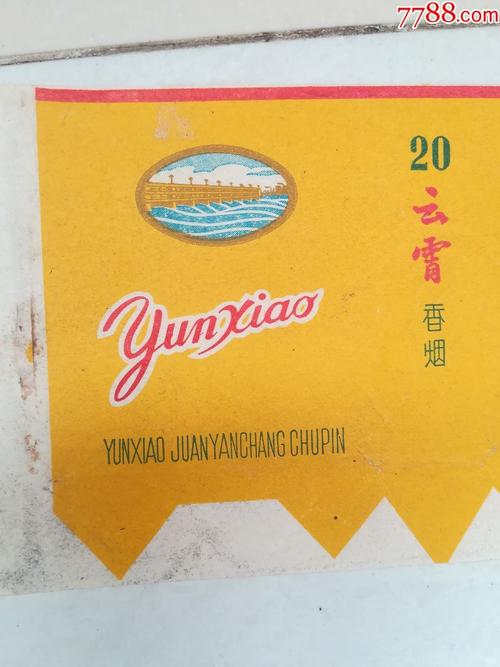 7788.com
20
云霄
香烟
Yunxiao
YUNXIAO JUANYANCHANG CHUPIN